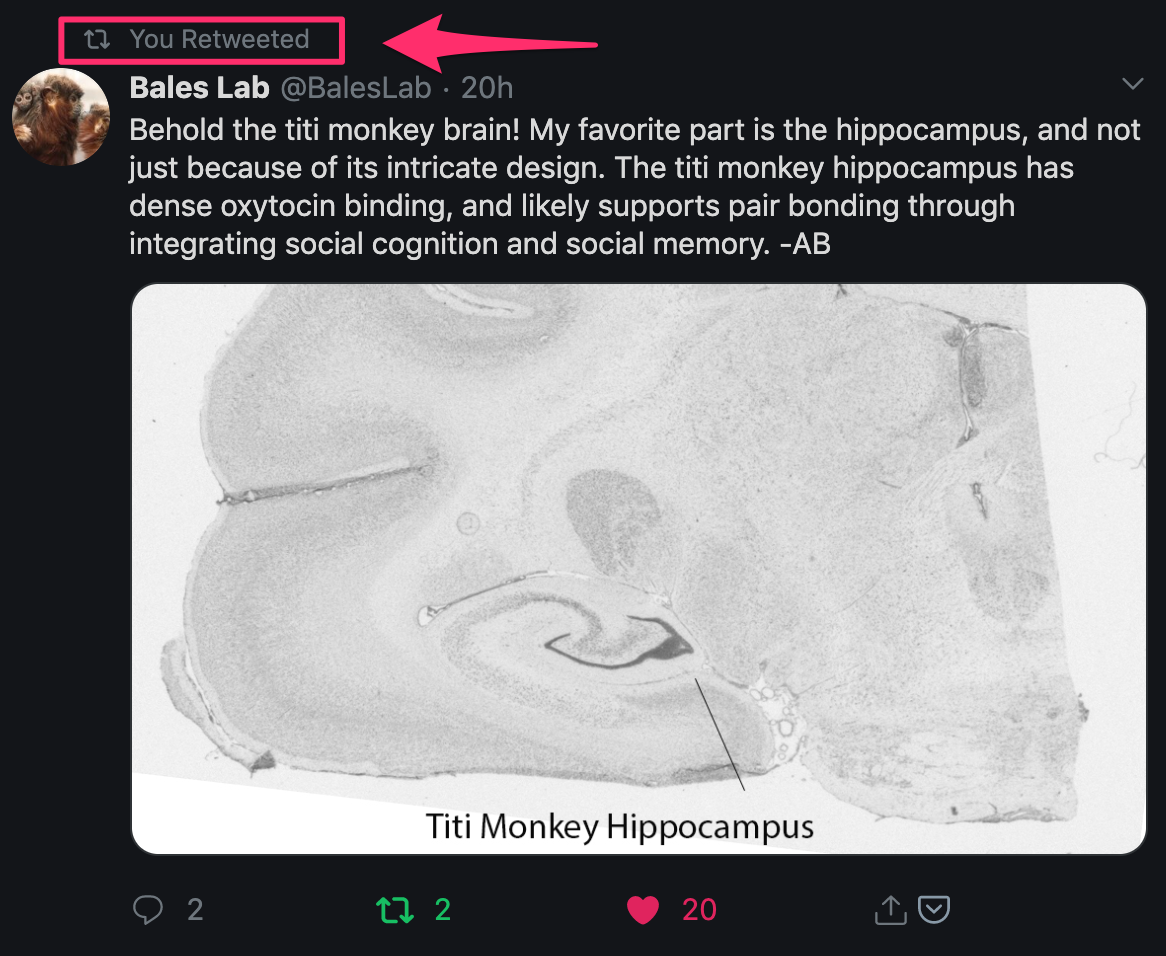 You Retweeted
Bales Lab @BalesLab · 20h
Behold the titi monkey brain! My favorite part is the hippocampus, and not
just because of its intricate design. The titi monkey hippocampus has
dense oxytocin binding, and likely supports pair bonding through
integrating social cognition and social memory. -AB
Titi Monkey Hippocampus
2 2 20